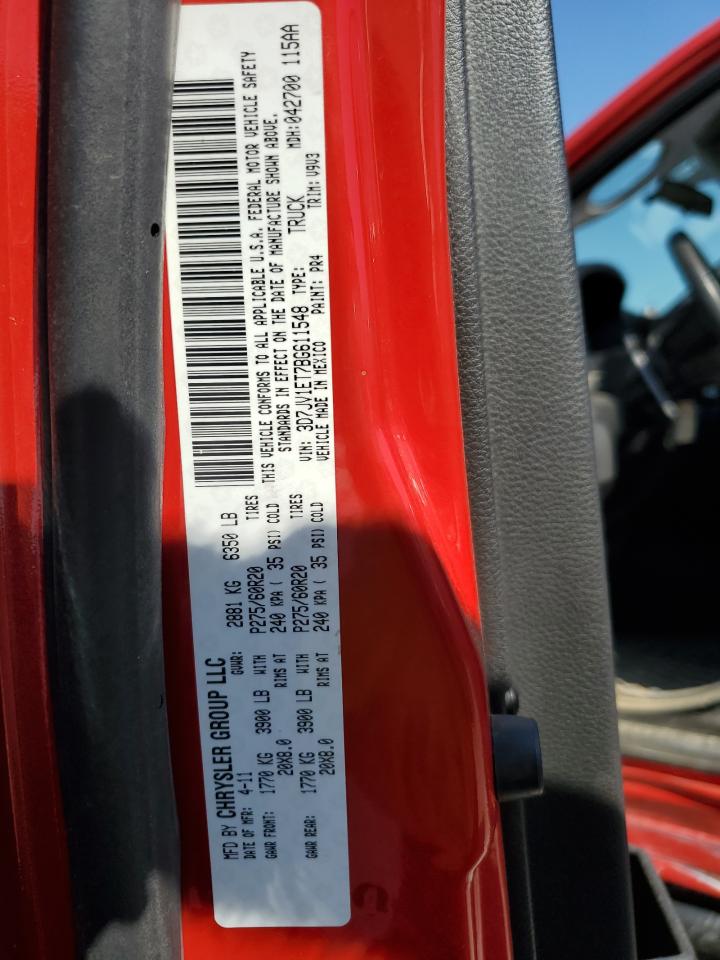 MFD BY CHRYSLER GROUP LLC
DATE OF MFR: 4-11 GVWR: 2881 KG 6350 LB
GAWR FRONT: 1770 KG 3900 LB WITH P275/60R20 TIRES
20X8.0 RIMS AT 240 KPA ( 35 PSI) COLD
GAWR REAR: 1770 KG 3900 LB WITH P275/60R20 TIRES
20X8.0 RIMS AT 240 KPA ( 35 PSI) COLD
THIS VEHICLE CONFORMS TO ALL APPLICABLE U.S.A. FEDERAL MOTOR VEHICLE SAFETY
STANDARDS IN EFFECT ON THE DATE OF MANUFACTURE SHOWN ABOVE.
VIN: 3D7JV1ET7BG611548 TYPE: TRUCK MDH:042700 115AA
VEHICLE MADE IN MEXICO PAINT: PR4 TRIM: V9V3